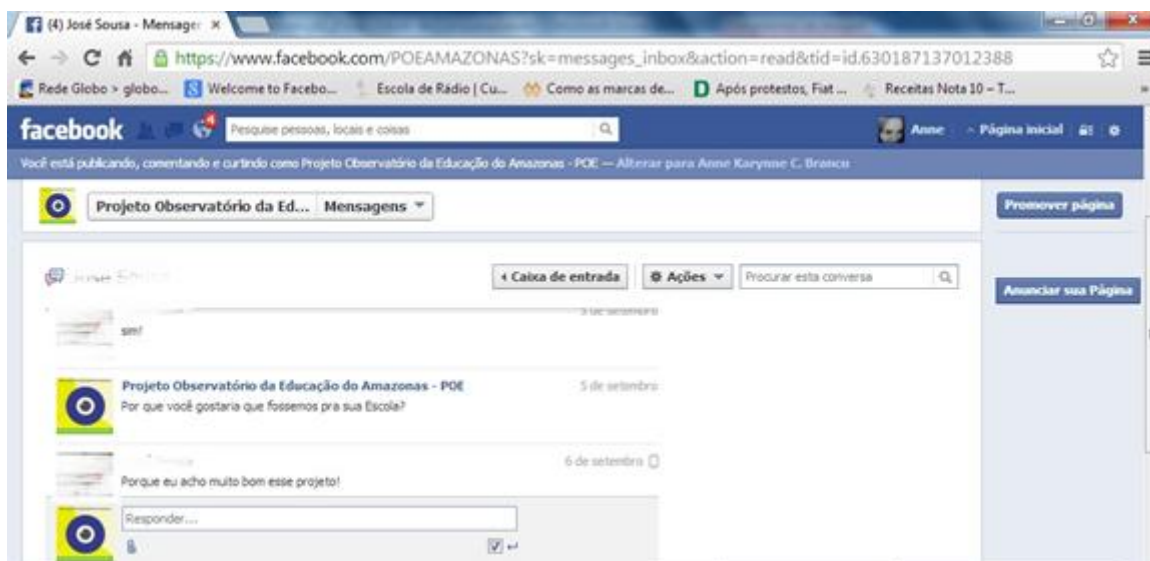 (4) José Sousa - Mensager
https://www.facebook.com/POEAMAZONAS?sk=messages_inbox&action=read&tid=id.630187137012388
Rede Globo > globo... Welcome to Facebo... Escola de Rádio | Cu... Como as marcas de... Após protestos, Fiat ... Receitas Nota 10 – T...
facebook 4 Pesquise pessoas, locais e coisas Anne Página inicial
Você está publicando, comentando e curtindo como Projeto Observatório da Educação do Amazonas - POE — Alterar para Anne Karynne C. Branco
Projeto Observatório da Ed... Mensagens
Promover página
Caixa de entrada Ações Procurar esta conversa
Anunciar sua Página
sim!
Projeto Observatório da Educação do Amazonas - POE 5 de setembro
Por que você gostaria que fossemos pra sua Escola?
6 de setembro
Porque eu acho muito bom esse projeto!
Responder...